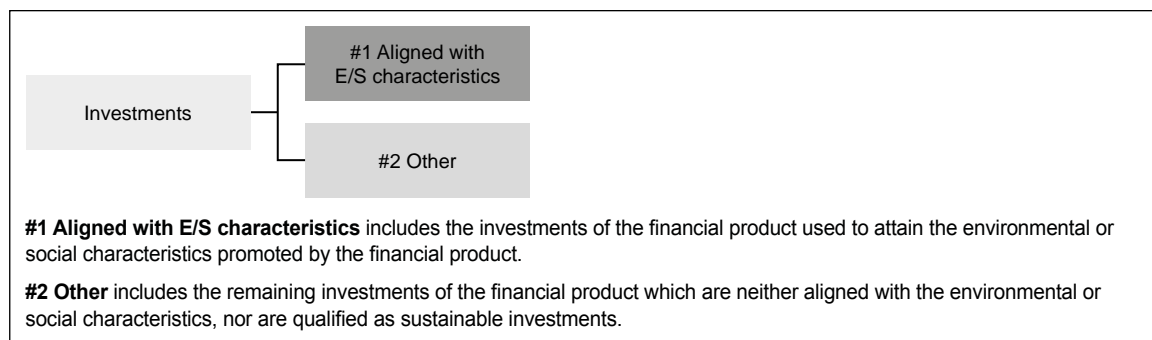 #1 Aligned with
E/S characteristics
Investments
#2 Other
#1 Aligned with E/S characteristics includes the investments of the financial product used to attain the environmental or
social characteristics promoted by the financial product.
#2 Other includes the remaining investments of the financial product which are neither aligned with the environmental or
social characteristics, nor are qualified as sustainable investments.